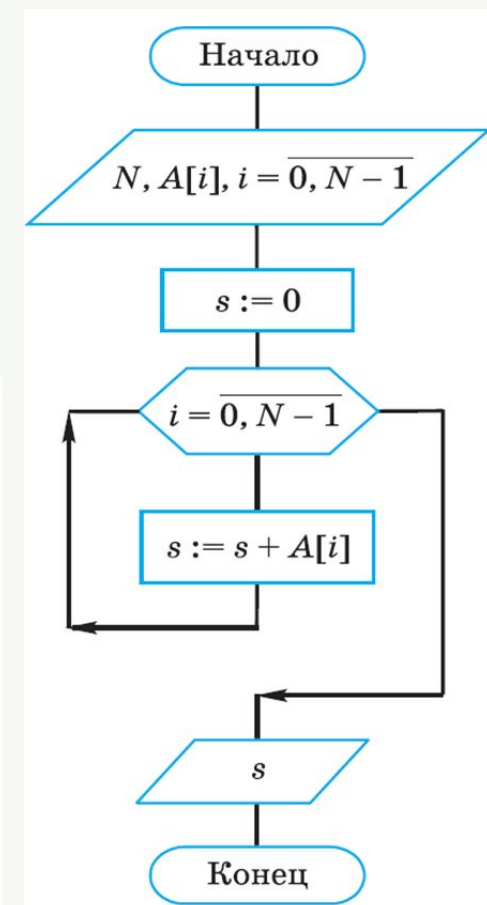 Начало
N, A[i], i = 0, N − 1
s := 0
i = 0, N − 1
s := s + A[i]
s
Конец